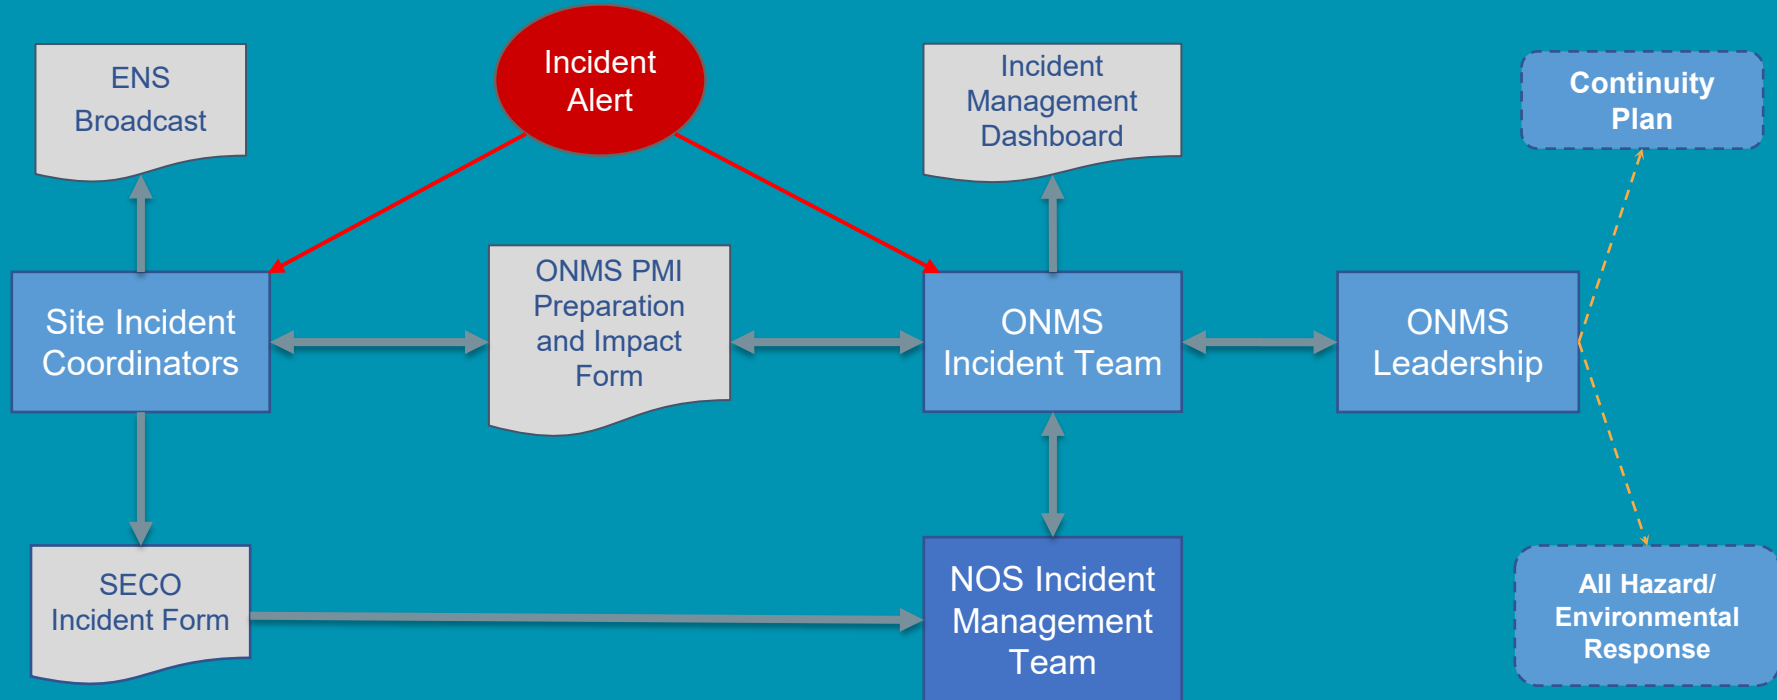 ENS
Broadcast
Incident
Alert
Incident
Management
Dashboard
Continuity
Plan
Site Incident
Coordinators
ONMS PMI
Preparation
and Impact
Form
ONMS
Incident Team
ONMS
Leadership
SECO
Incident Form
NOS Incident
Management
Team
All Hazard/
Environmental
Response